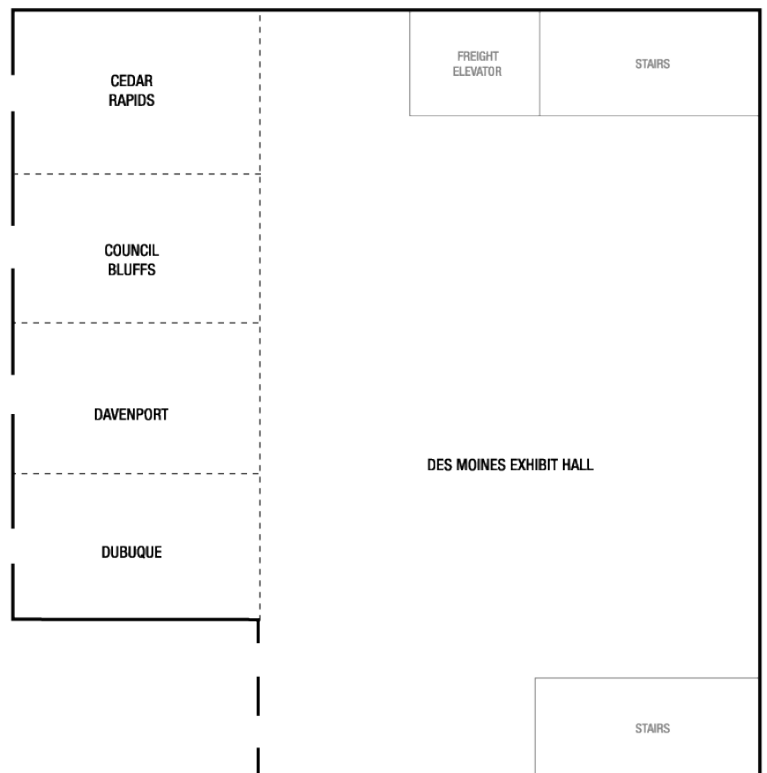 FREIGHT
ELEVATOR
STAIRS
CEDAR
RAPIDS
COUNCIL
BLUFFS
DAVENPORT
DES MOINES EXHIBIT HALL
DUBUQUE
STAIRS